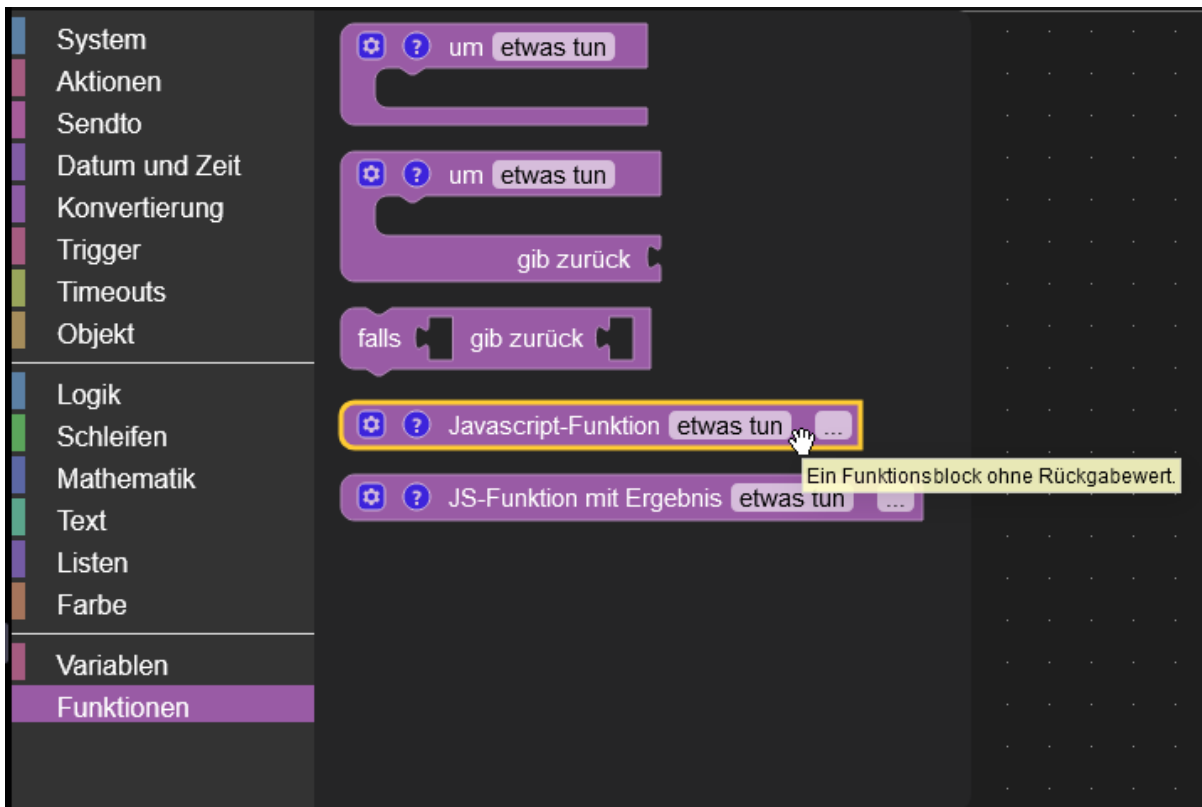 System
Aktionen
Sendto
Datum und Zeit
Konvertierung
Trigger
Timeouts
Objekt
Logik
Schleifen
Mathematik
Text
Listen
Farbe
Variablen
Funktionen
? um etwas tun
? um etwas tun
gib zurück
falls gib zurück
? Javascript-Funktion etwas tun ...
Ein Funktionsblock ohne Rückgabewert.
? JS-Funktion mit Ergebnis etwas tun ...